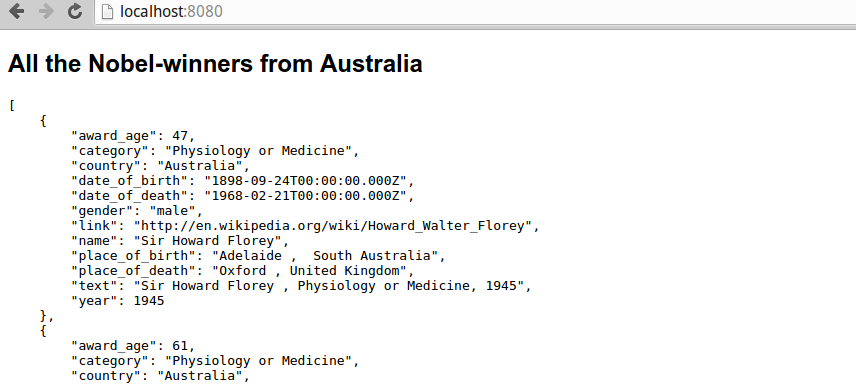 localhost:8080
All the Nobel-winners from Australia
[
    {
        "award_age": 47,
        "category": "Physiology or Medicine",
        "country": "Australia",
        "date_of_birth": "1898-09-24T00:00:00.000Z",
        "date_of_death": "1968-02-21T00:00:00.000Z",
        "gender": "male",
        "link": "http://en.wikipedia.org/wiki/Howard_Walter_Florey",
        "name": "Sir Howard Florey",
        "place_of_birth": "Adelaide ,  South Australia",
        "place_of_death": "Oxford , United Kingdom",
        "text": "Sir Howard Florey , Physiology or Medicine, 1945",
        "year": 1945
    },
    {
        "award_age": 61,
        "category": "Physiology or Medicine",
        "country": "Australia",